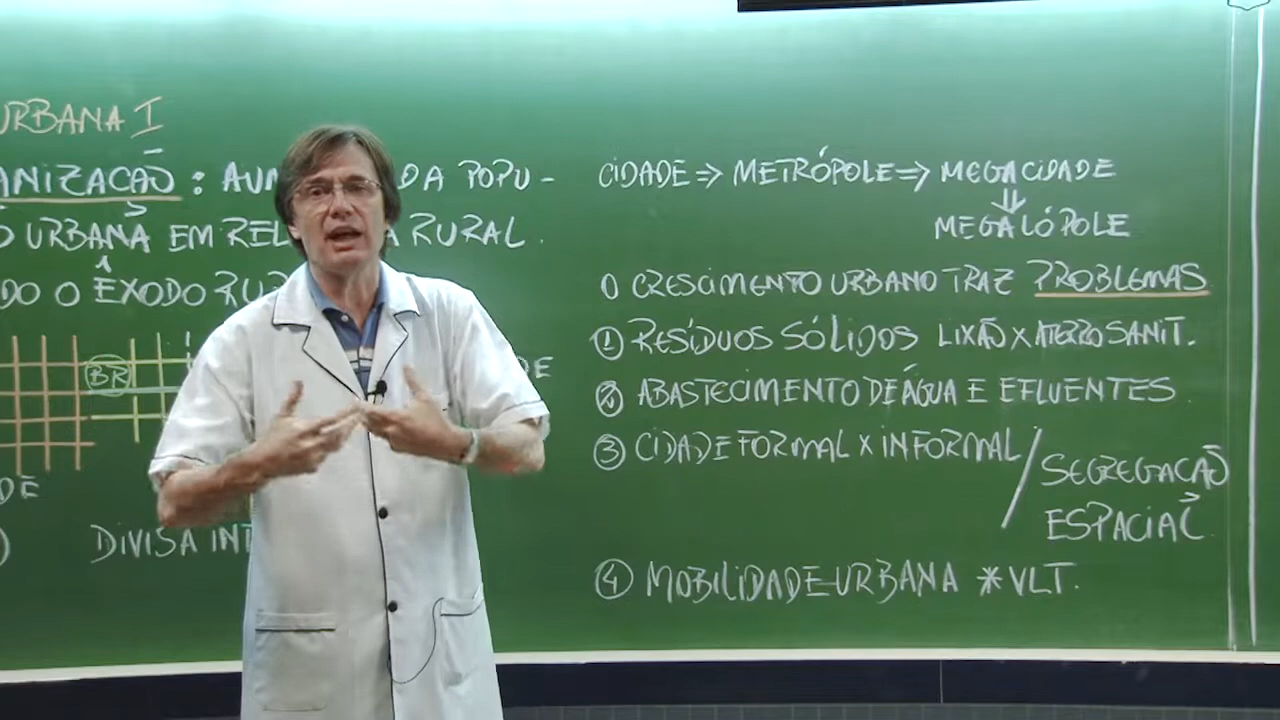 URBANA I
ANIZAÇÃO: AUM DA POPU-
O URBANA EM REL A RURAL.
DO O ÊXODO RU
BR
DE
DE
DIVISA INT
CIDADE ⇒ METRÓPOLE ⇒ MEGACIDADE
⇓
MEGALÓPOLE
O CRESCIMENTO URBANO TRAZ PROBLEMAS
① RESÍDUOS SÓLIDOS LIXÃO X ATERRO SANIT.
② ABASTECIMENTO DE ÁGUA E EFLUENTES
③ CIDADE FORMAL X INFORMAL / SEGREGAÇÃO
ESPACIAL
④ MOBILIDADE URBANA * VLT.